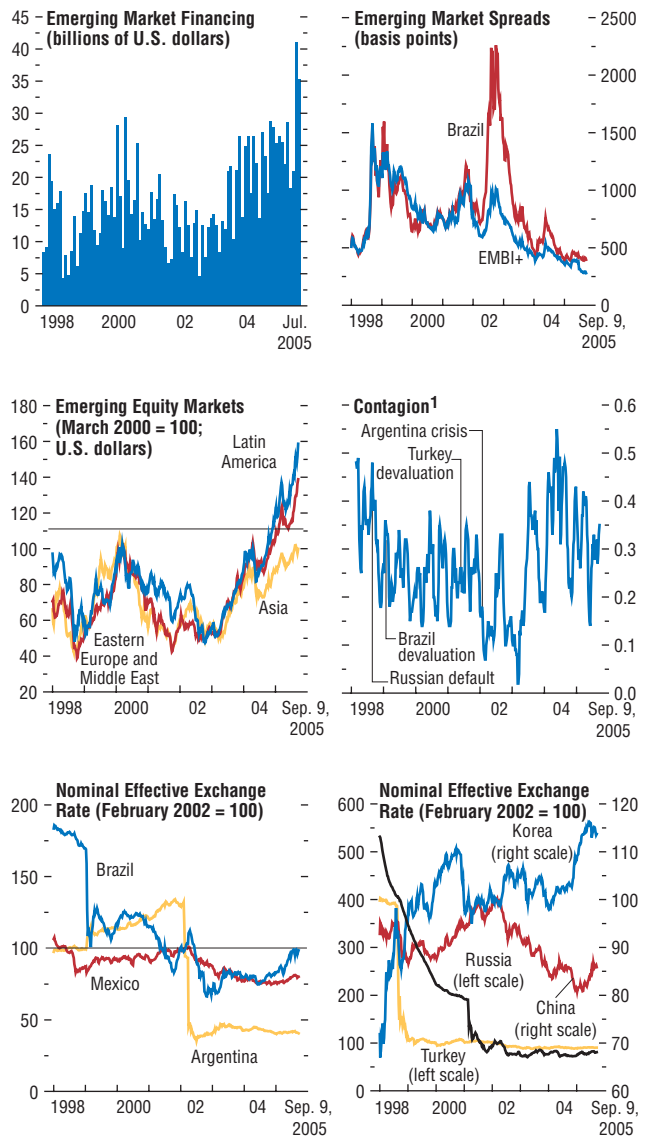 Emerging Market Financing
(billions of U.S. dollars)
45
40
35
30
25
20
15
10
5
0
1998 2000 02 04 Jul.
2005
Emerging Market Spreads
(basis points)
2500
2000
1500
1000
500
0
Brazil
EMBI+
1998 2000 02 04 Sep. 9,
2005
Emerging Equity Markets
(March 2000 = 100;
U.S. dollars)
180
160
140
120
100
80
60
40
20
Latin
America
Asia
Eastern
Europe and
Middle East
1998 2000 02 04 Sep. 9,
2005
Contagion1
0.6
0.5
0.4
0.3
0.2
0.1
0.0
Argentina crisis
Turkey
devaluation
Brazil
devaluation
Russian default
1998 2000 02 04 Sep. 9,
2005
Nominal Effective Exchange
Rate (February 2002 = 100)
200
150
100
50
0
Brazil
Mexico
Argentina
1998 2000 02 04 Sep. 9,
2005
Nominal Effective Exchange
Rate (February 2002 = 100)
600
500
400
300
200
100
0
120
110
100
90
80
70
60
Korea
(right scale)
Russia
(left scale)
China
(right scale)
Turkey
(left scale)
1998 2000 02 04 Sep. 9,
2005